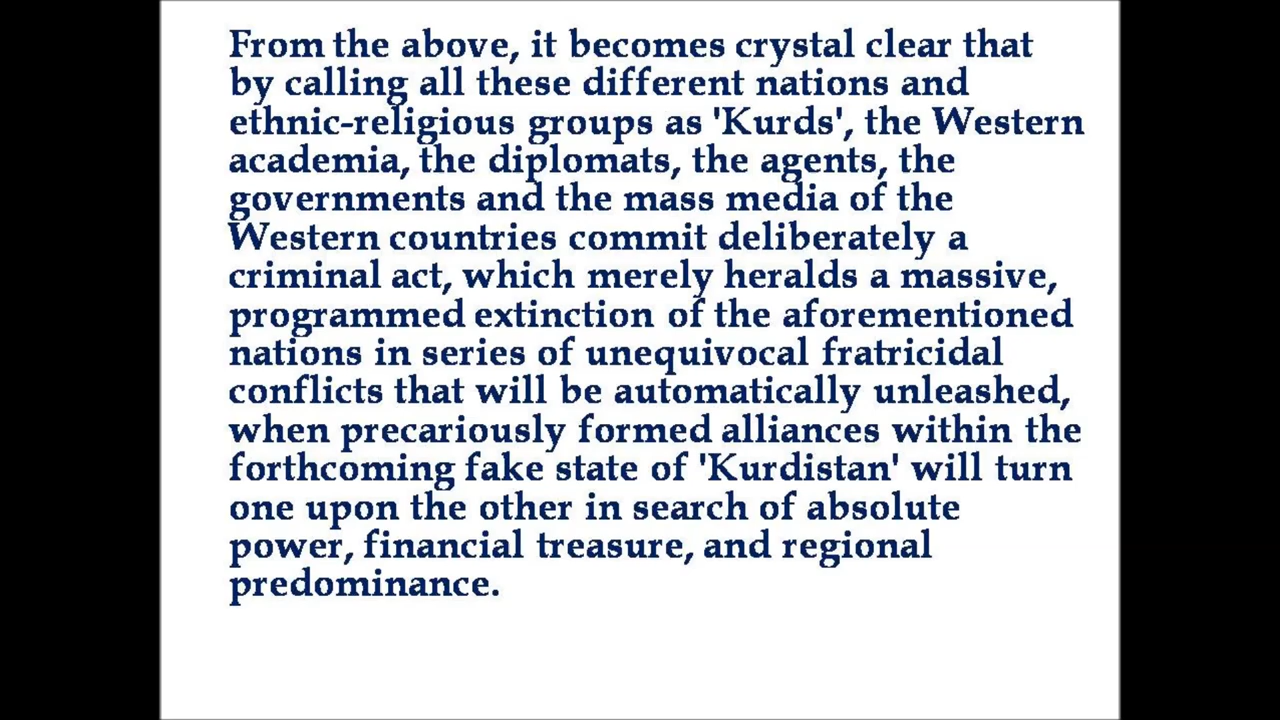 From the above, it becomes crystal clear that
by calling all these different nations and
ethnic-religious groups as 'Kurds', the Western
academia, the diplomats, the agents, the
governments and the mass media of the
Western countries commit deliberately a
criminal act, which merely heralds a massive,
programmed extinction of the aforementioned
nations in series of unequivocal fratricidal
conflicts that will be automatically unleashed,
when precariously formed alliances within the
forthcoming fake state of 'Kurdistan' will turn
one upon the other in search of absolute
power, financial treasure, and regional
predominance.